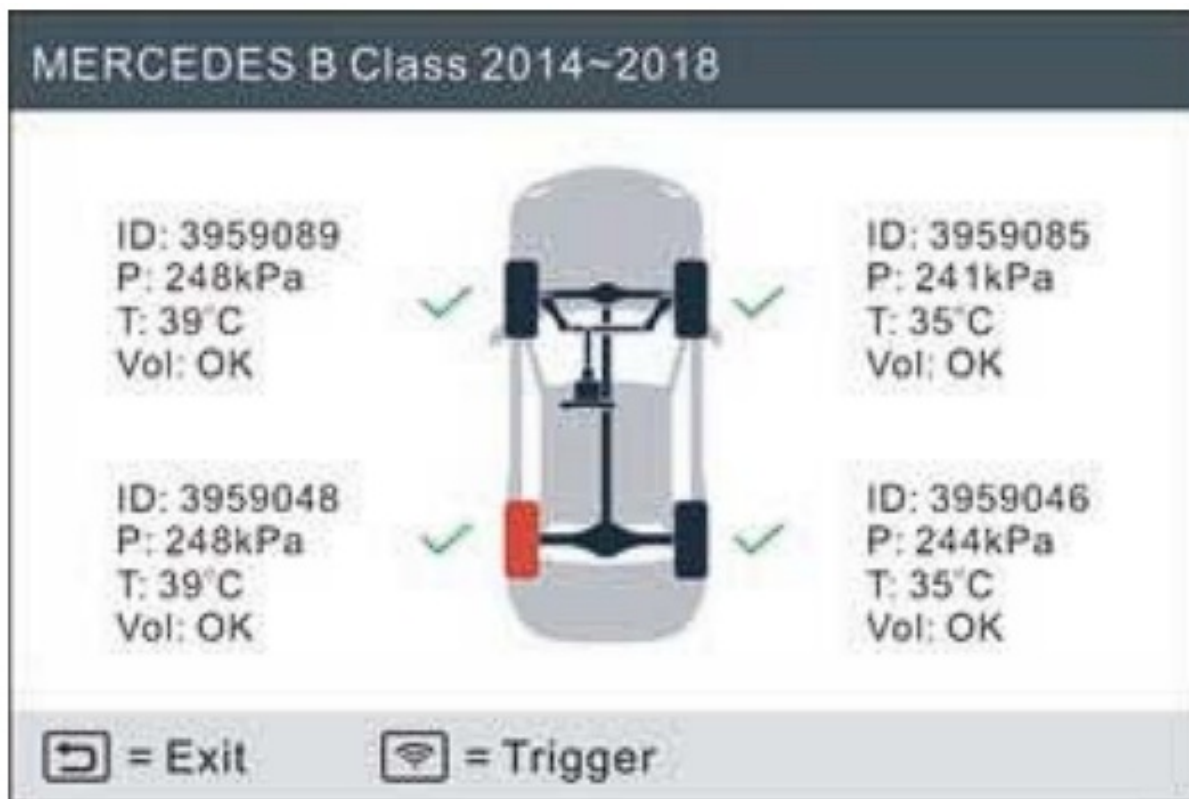 MERCEDES B Class 2014~2018
ID: 3959089
P: 248kPa
T: 39°C
Vol: OK
ID: 3959085
P: 241kPa
T: 35°C
Vol: OK
ID: 3959048
P: 248kPa
T: 39°C
Vol: OK
ID: 3959046
P: 244kPa
T: 35°C
Vol: OK
= Exit
= Trigger